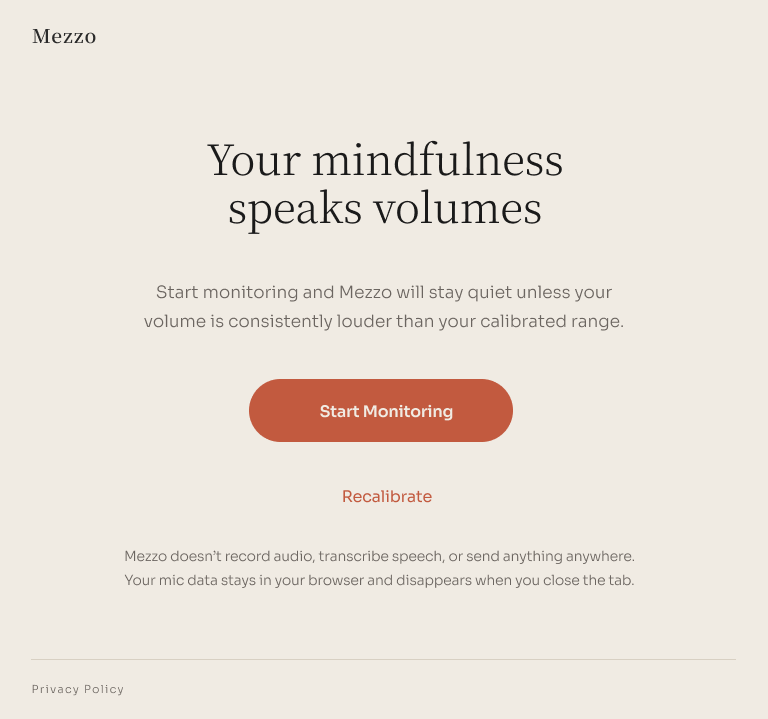 Mezzo
Your mindfulness
speaks volumes
Start monitoring and Mezzo will stay quiet unless your
volume is consistently louder than your calibrated range.
Start Monitoring
Recalibrate
Mezzo doesn’t record audio, transcribe speech, or send anything anywhere.
Your mic data stays in your browser and disappears when you close the tab.
Privacy Policy